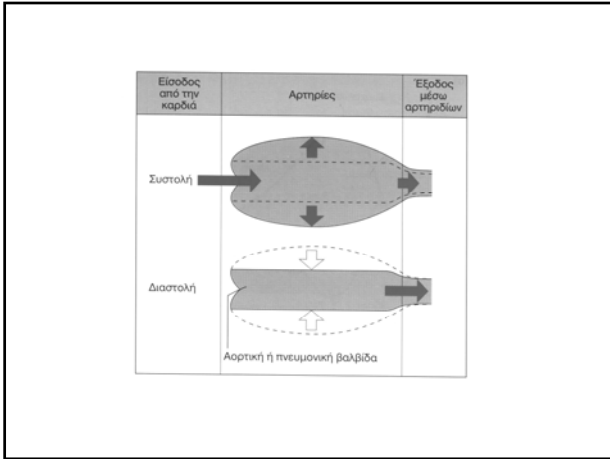 Είσοδος
από την
καρδιά
Αρτηρίες
Έξοδος
μέσω
αρτηριδίων
Συστολή
Διαστολή
Αορτική ή πνευμονική βαλβίδα